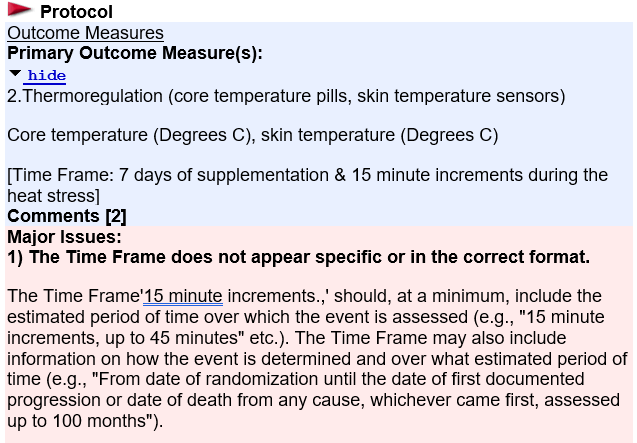 Protocol
Outcome Measures
Primary Outcome Measure(s):
hide
2.Thermoregulation (core temperature pills, skin temperature sensors)
Core temperature (Degrees C), skin temperature (Degrees C)
[Time Frame: 7 days of supplementation & 15 minute increments during the
heat stress]
Comments [2]
Major Issues:
1) The Time Frame does not appear specific or in the correct format.
The Time Frame'15 minute increments.,' should, at a minimum, include the
estimated period of time over which the event is assessed (e.g., "15 minute
increments, up to 45 minutes" etc.). The Time Frame may also include
information on how the event is determined and over what estimated period of
time (e.g., "From date of randomization until the date of first documented
progression or date of death from any cause, whichever came first, assessed
up to 100 months").